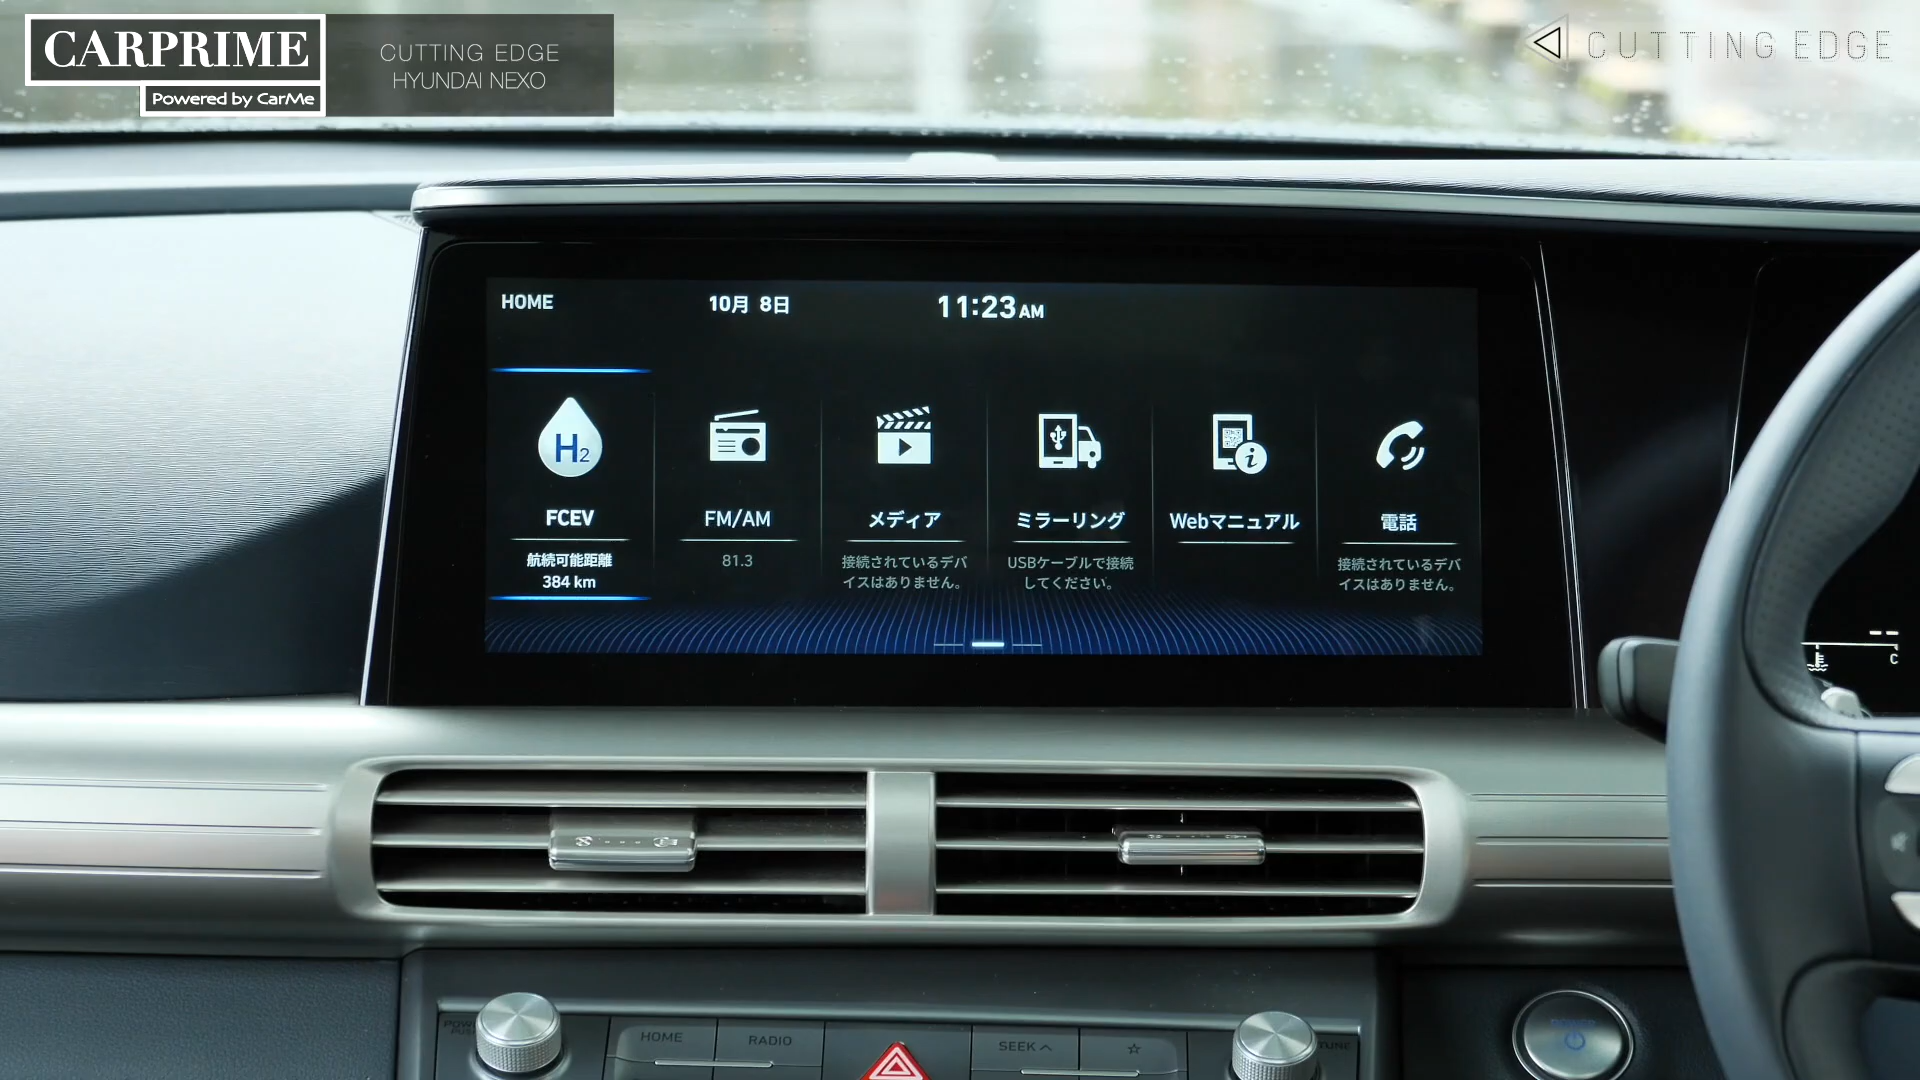 CARPRIME
Powered by CarMe
CUTTING EDGE
HYUNDAI NEXO
CUTTING EDGE
HOME
10月 8日
11:23AM
H2
FCEV
航続可能距離
384 km
FM/AM
81.3
メディア
接続されているデバ
イスはありません。
ミラーリング
USBケーブルで接続
してください。
i
Webマニュアル
電話
接続されているデバ
イスはありません。
C
HOME
RADIO
SEEK
TUNE
POWER